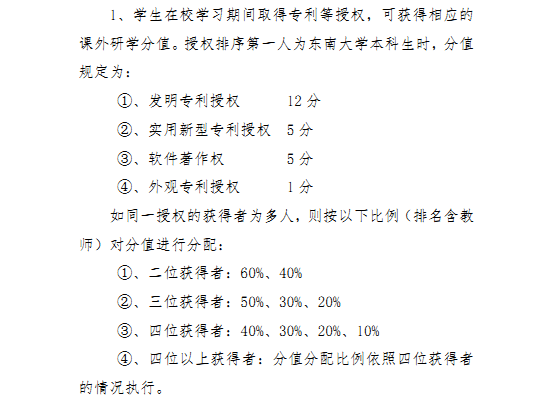 1、学生在校学习期间取得专利等授权，可获得相应的
课外研学分值。授权排序第一人为东南大学本科生时，分值
规定为：
①、发明专利授权 12 分
②、实用新型专利授权 5 分
③、软件著作权 5 分
④、外观专利授权 1 分
如同一授权的获得者为多人，则按以下比例（排名含教
师）对分值进行分配：
①、二位获得者：60%、40%
②、三位获得者：50%、30%、20%
③、四位获得者：40%、30%、20%、10%
④、四位以上获得者：分值分配比例依照四位获得者
的情况执行。